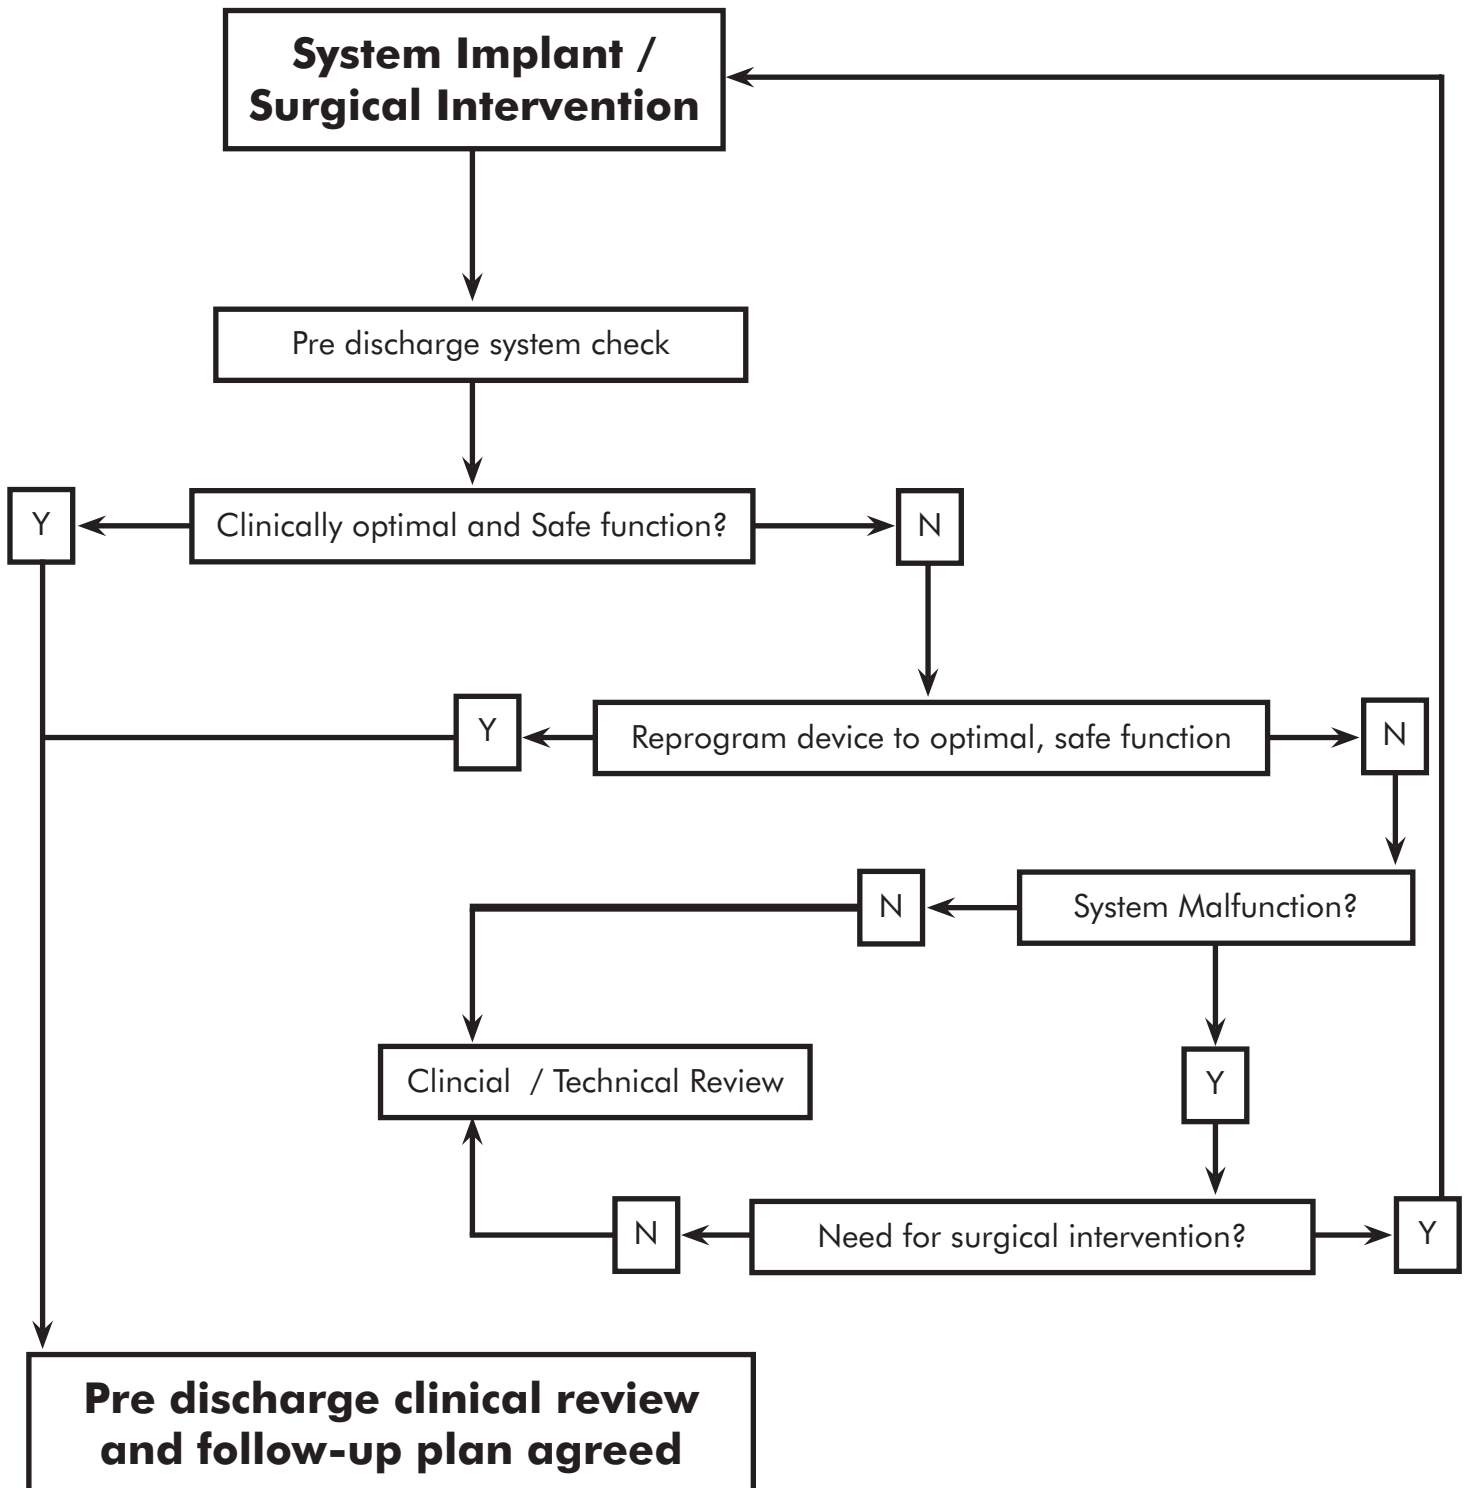 System Implant /
Surgical Intervention
Pre discharge system check
Y
Clinically optimal and Safe function?
N
Y
Reprogram device to optimal, safe function
N
N
System Malfunction?
Clincial / Technical Review
Y
N
Need for surgical intervention?
Y
Pre discharge clinical review
and follow-up plan agreed